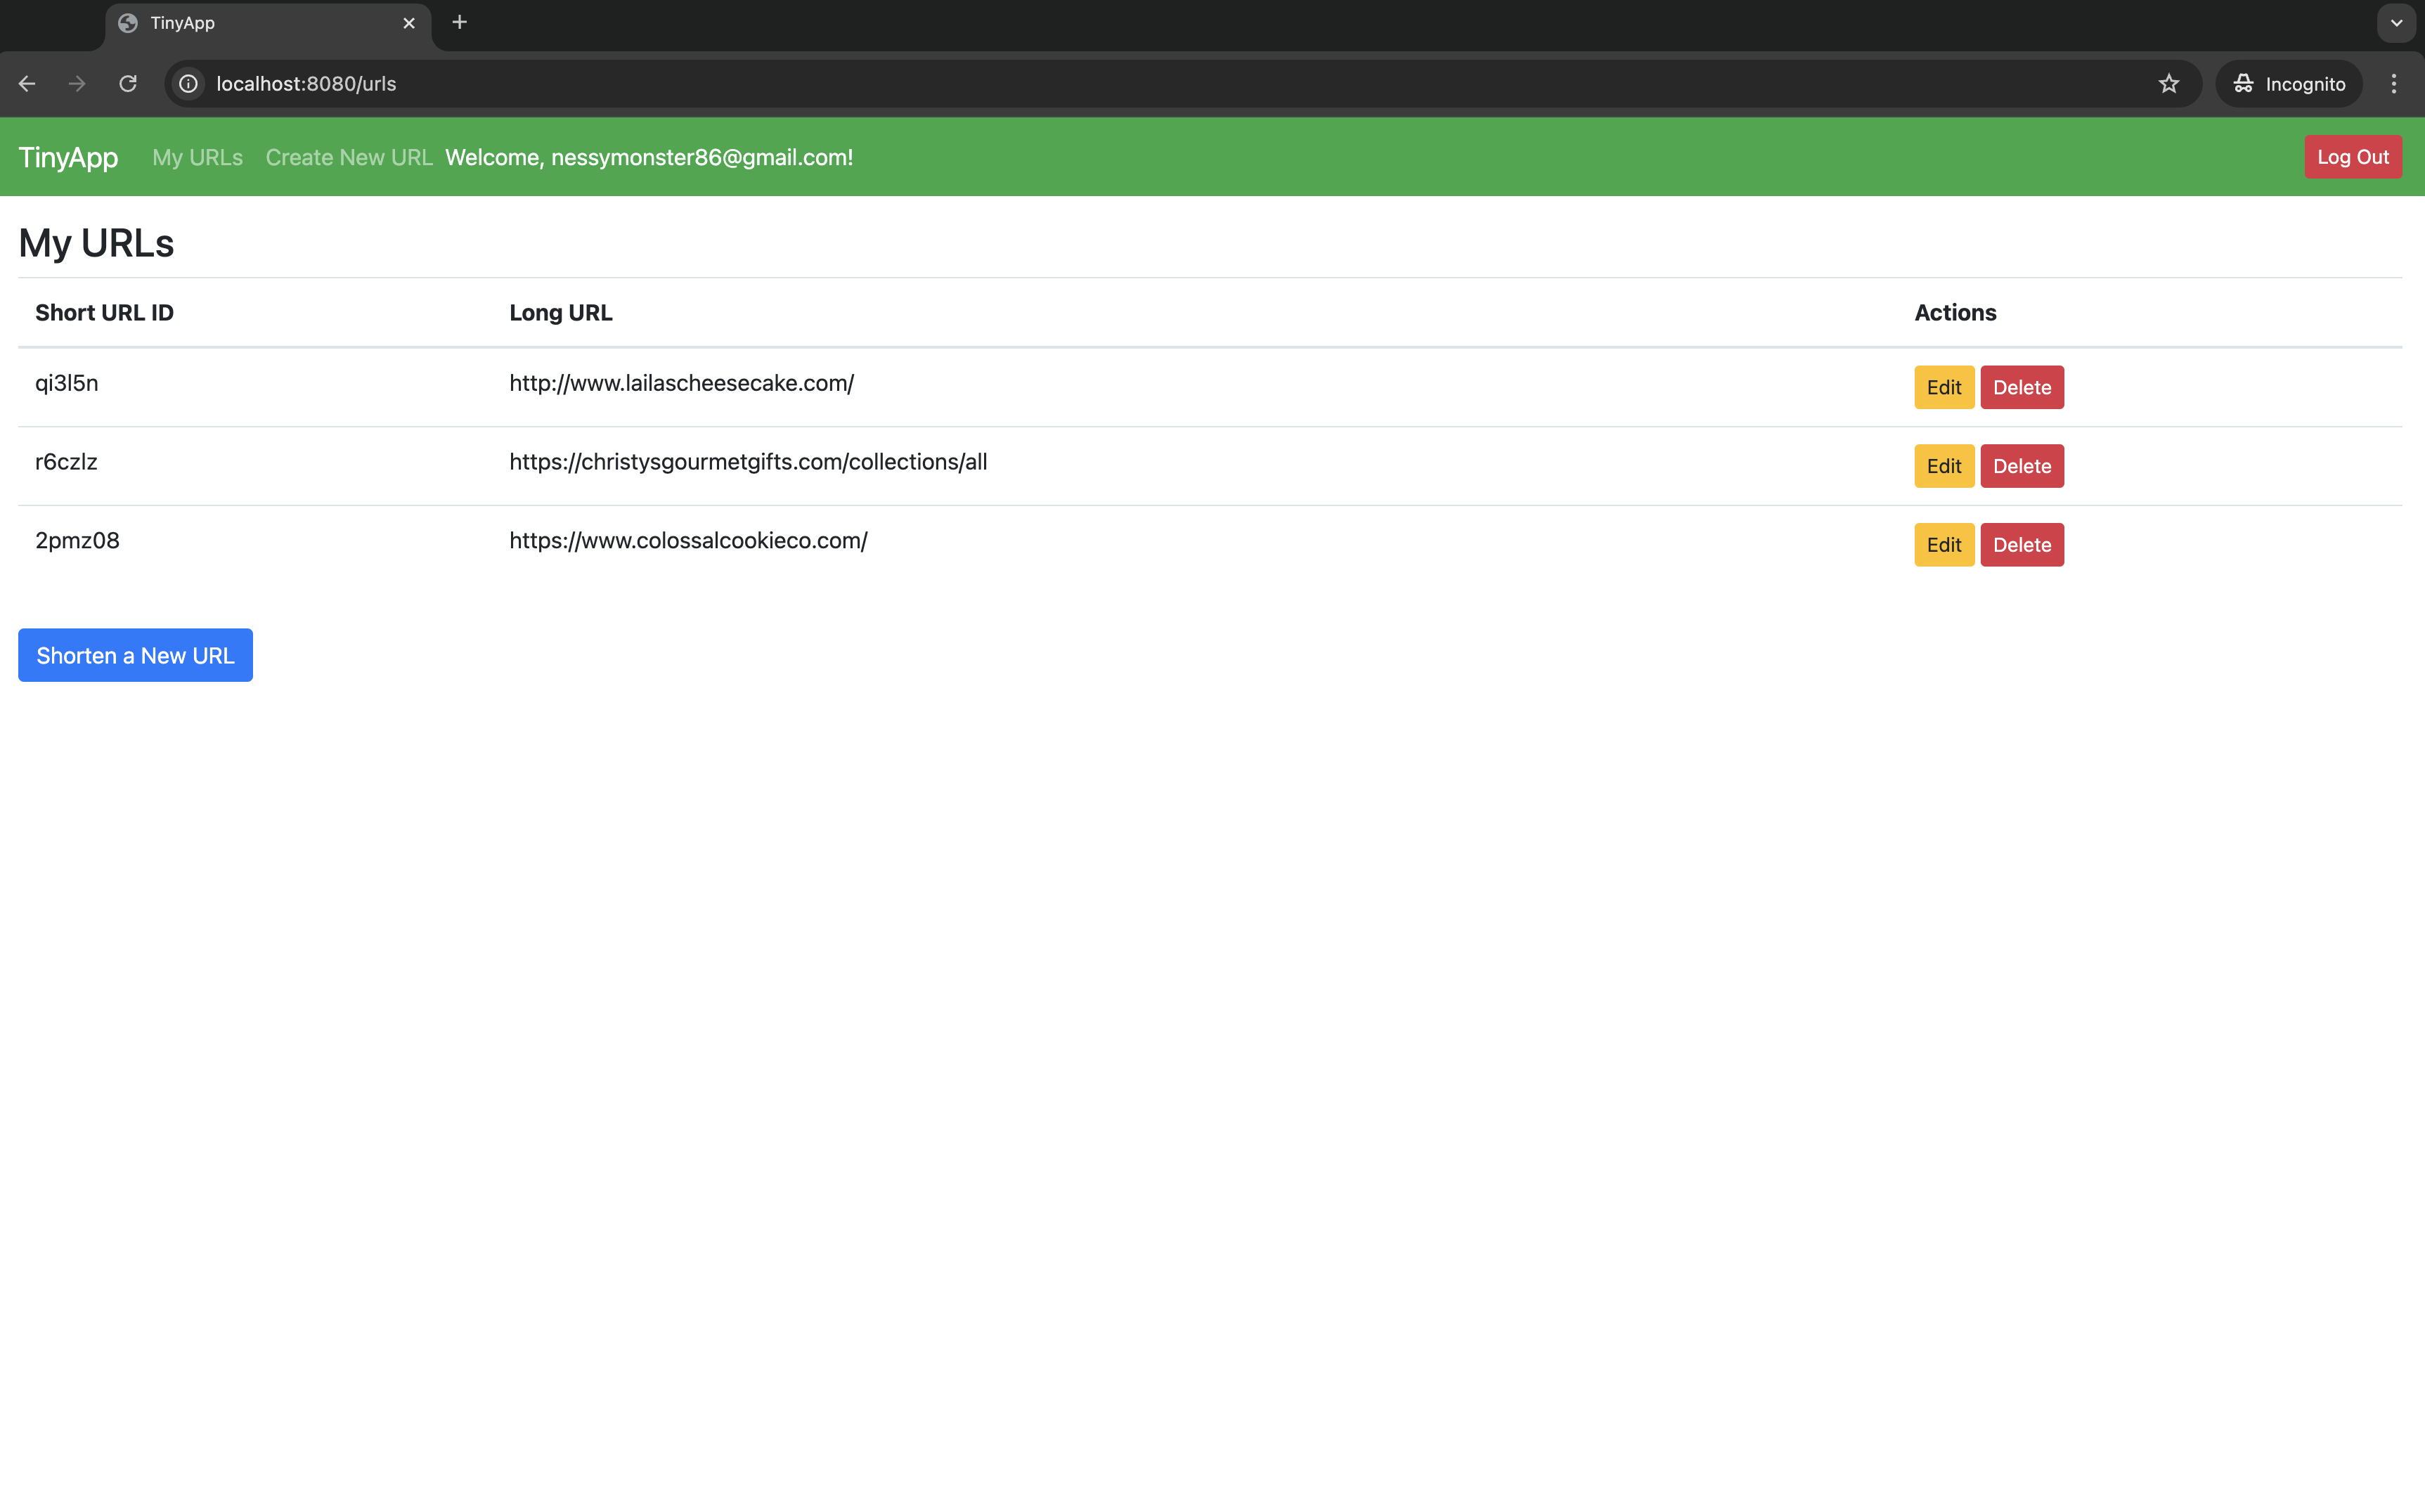 TinyApp
localhost:8080/urls
Incognito
TinyApp My URLs Create New URL Welcome, nessymonster86@gmail.com! Log Out
My URLs
Short URL ID Long URL Actions
qi3l5n http://www.lailascheesecake.com/ Edit Delete
r6czlz https://christysgourmetgifts.com/collections/all Edit Delete
2pmz08 https://www.colossalcookieco.com/ Edit Delete
Shorten a New URL